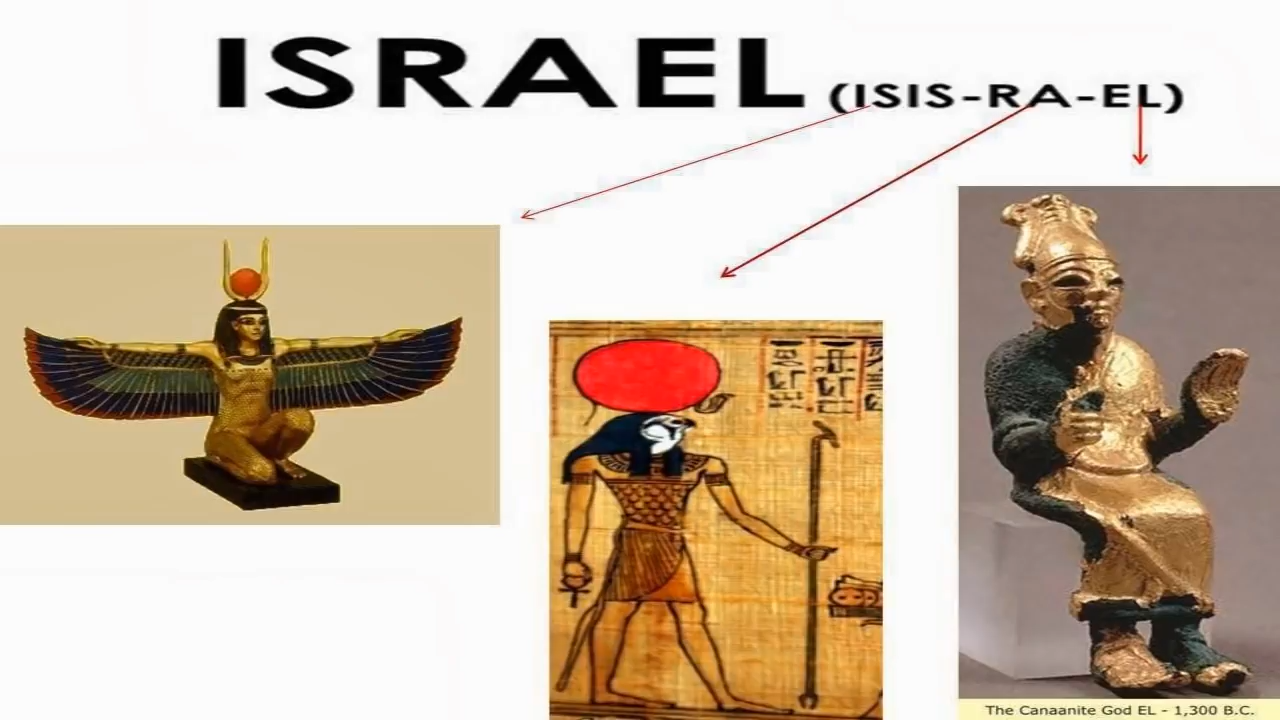 ISRAEL (ISIS-RA-EL)
The Canaanite God EL - 1,300 B.C.